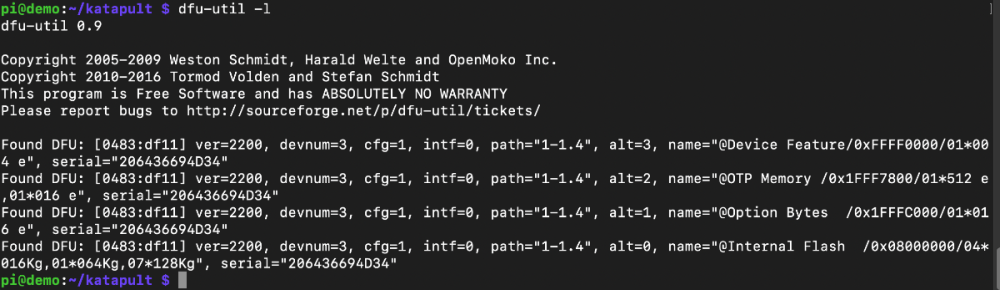 pi@demo:~/katapult $ dfu-util -l
dfu-util 0.9

Copyright 2005-2009 Weston Schmidt, Harald Welte and OpenMoko Inc.
Copyright 2010-2016 Tormod Volden and Stefan Schmidt
This program is Free Software and has ABSOLUTELY NO WARRANTY
Please report bugs to http://sourceforge.net/p/dfu-util/tickets/

Found DFU: [0483:df11] ver=2200, devnum=3, cfg=1, intf=0, path="1-1.4", alt=3, name="@Device Feature/0xFFFF0000/01*00
4 e", serial="206436694D34"
Found DFU: [0483:df11] ver=2200, devnum=3, cfg=1, intf=0, path="1-1.4", alt=2, name="@OTP Memory /0x1FFF7800/01*512 e
,01*016 e", serial="206436694D34"
Found DFU: [0483:df11] ver=2200, devnum=3, cfg=1, intf=0, path="1-1.4", alt=1, name="@Option Bytes  /0x1FFFC000/01*01
6 e", serial="206436694D34"
Found DFU: [0483:df11] ver=2200, devnum=3, cfg=1, intf=0, path="1-1.4", alt=0, name="@Internal Flash  /0x08000000/04*
016Kg,01*064Kg,07*128Kg", serial="206436694D34"
pi@demo:~/katapult $